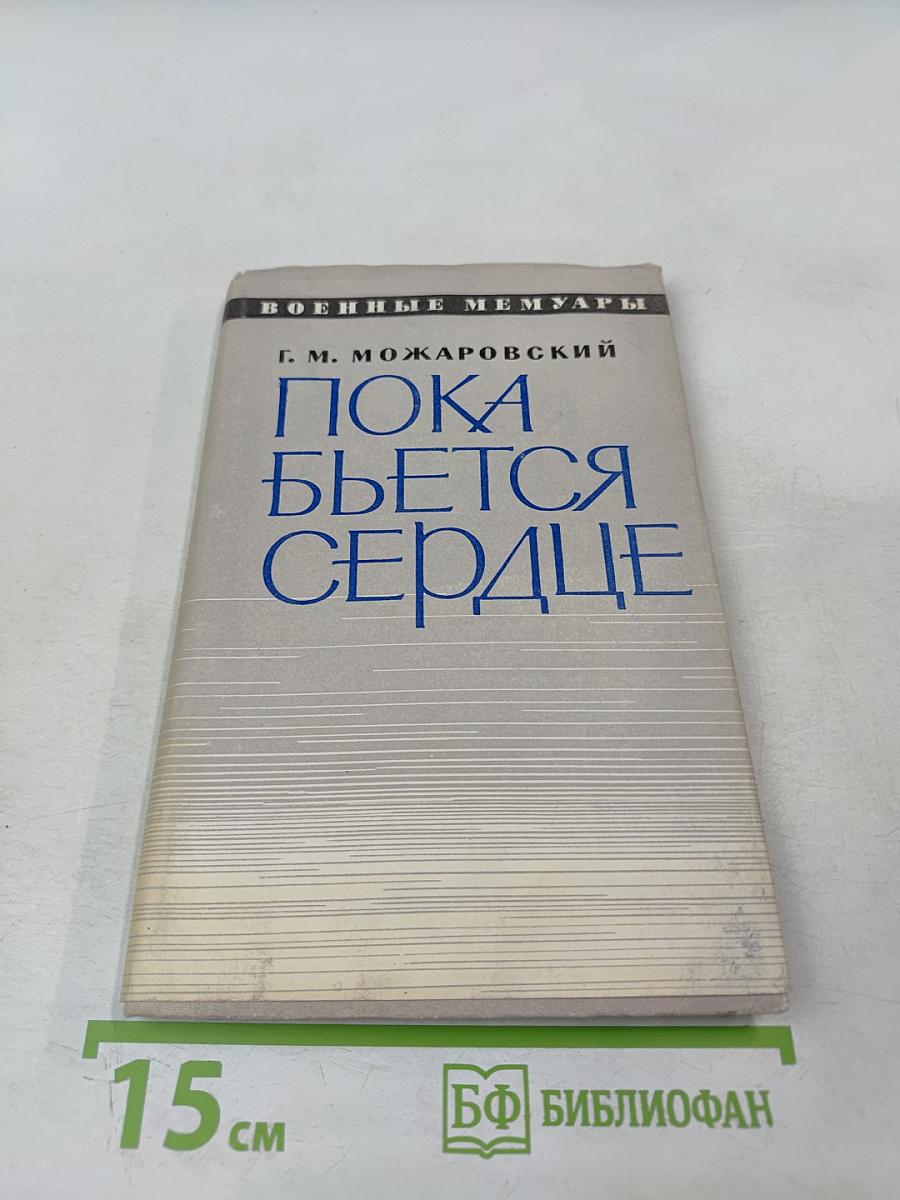 ВОЕННЫЕ МЕМУАРЫ
Г. М. МОЖАРОВСКИЙ
ПОКА
БЬЕТСЯ
СЕРДЦЕ
15 см
БФ БИБЛИОФАН